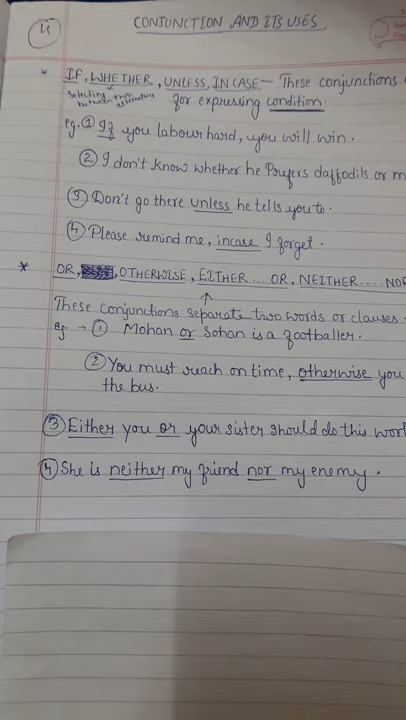 4
CONJUNCTION AND ITS USES
* IF, WHETHER, UNLESS, IN CASE — These conjunctions
selecting between two alternatives
for expressing condition.
eg. ① If you labour hard, you will win.
② I don't know whether he Prefers daffodils or m
③ Don't go there unless he tells you to.
④ Please remind me, incase I forget.
* OR, OTHERWISE, EITHER ... OR, NEITHER .... NOR
These conjunctions separate two words or clauses.
eg. → ① Mohan or Sohan is a footballer.
② You must reach on time, otherwise you
the bus.
③ Either you or your sister should do this wor
④ She is neither my friend nor my enemy.